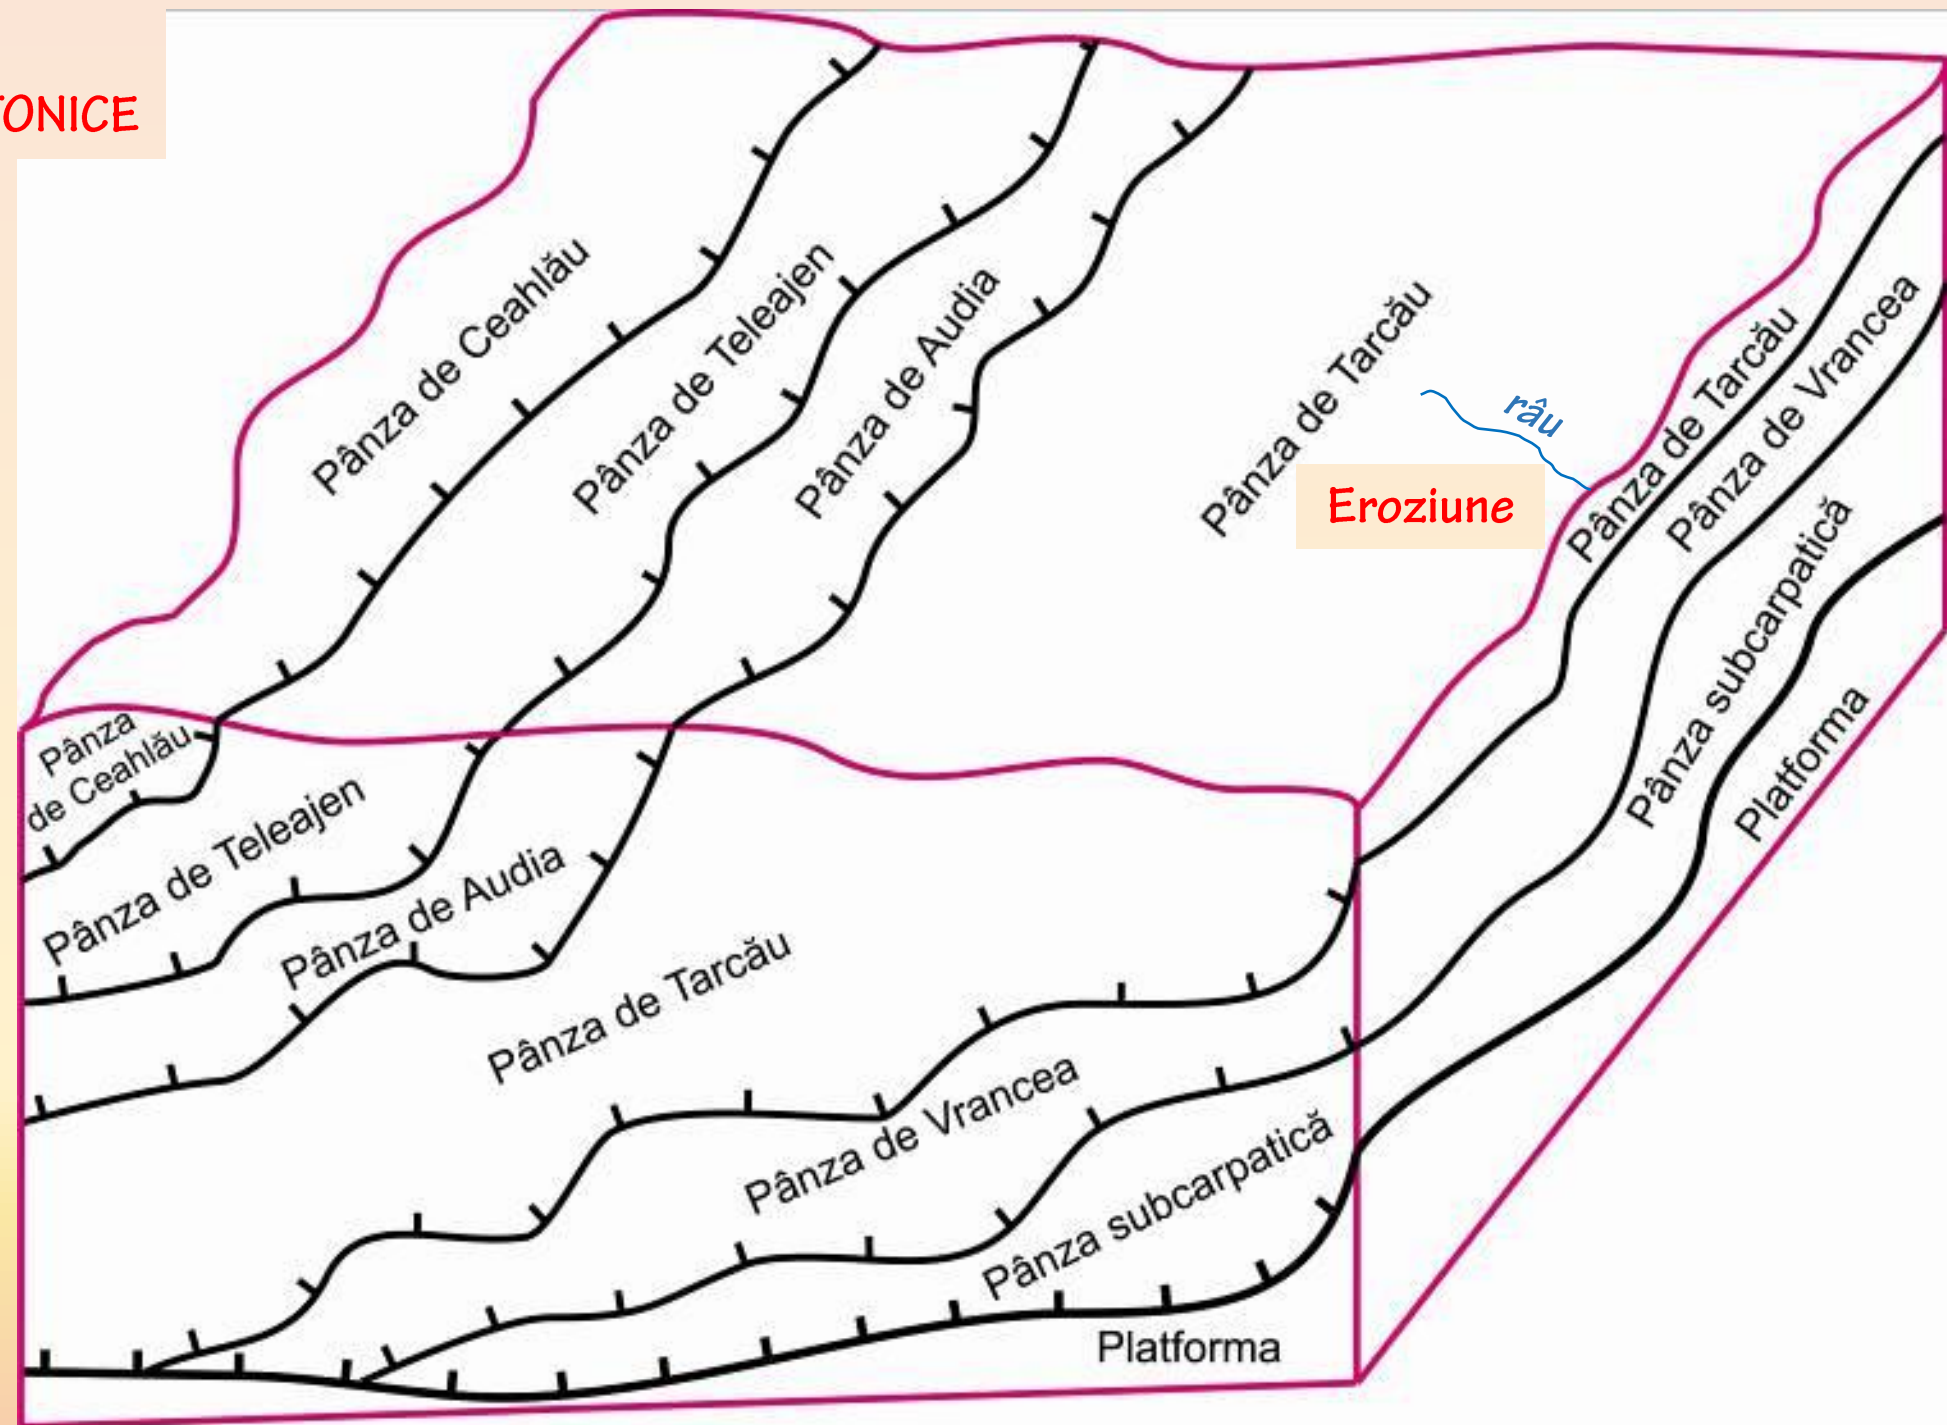 TONICE
Pânza de Ceahlău
Pânza de Teleajen
Pânza de Audia
Pânza de Tarcău
râu
Eroziune
Pânza de Tarcău
Pânza de Vrancea
Pânza subcarpatică
Platforma
Pânza
de Ceahlău
Pânza de Teleajen
Pânza de Audia
Pânza de Tarcău
Pânza de Vrancea
Pânza subcarpatică
Platforma